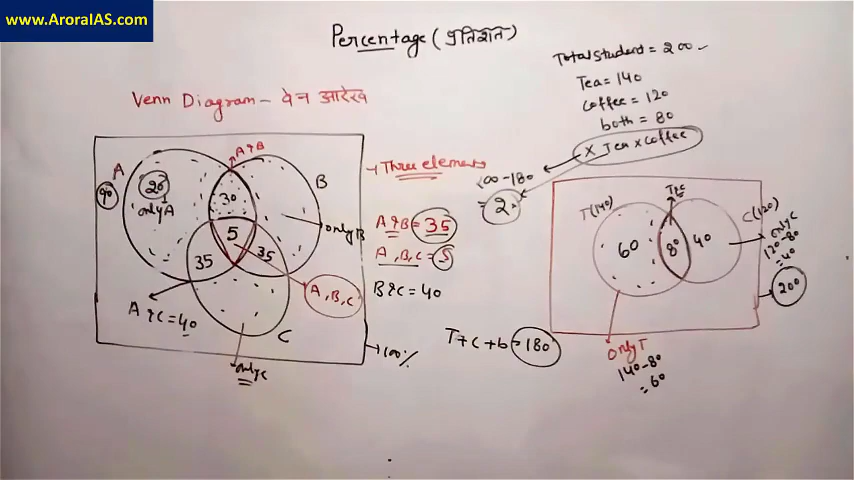 www.AroraIAS.com
Percentage (प्रतिशत)
Venn Diagram - वेन आरेख
Total Student = 200
Tea = 140
Coffee = 120
both = 80
X Tea X Coffee
200-180
= 2
A
B
C
90
20
only A
A & B
30
5
35
35
only B
A, B, C
A & C = 40
only C
100%
Three element
A & B = 35
A, B, C = 5
B & C = 40
T + C + b = 180
T(140)
T & C
C(120)
60
80
40
only C
120-80
= 40
200
only T
140-80
= 60